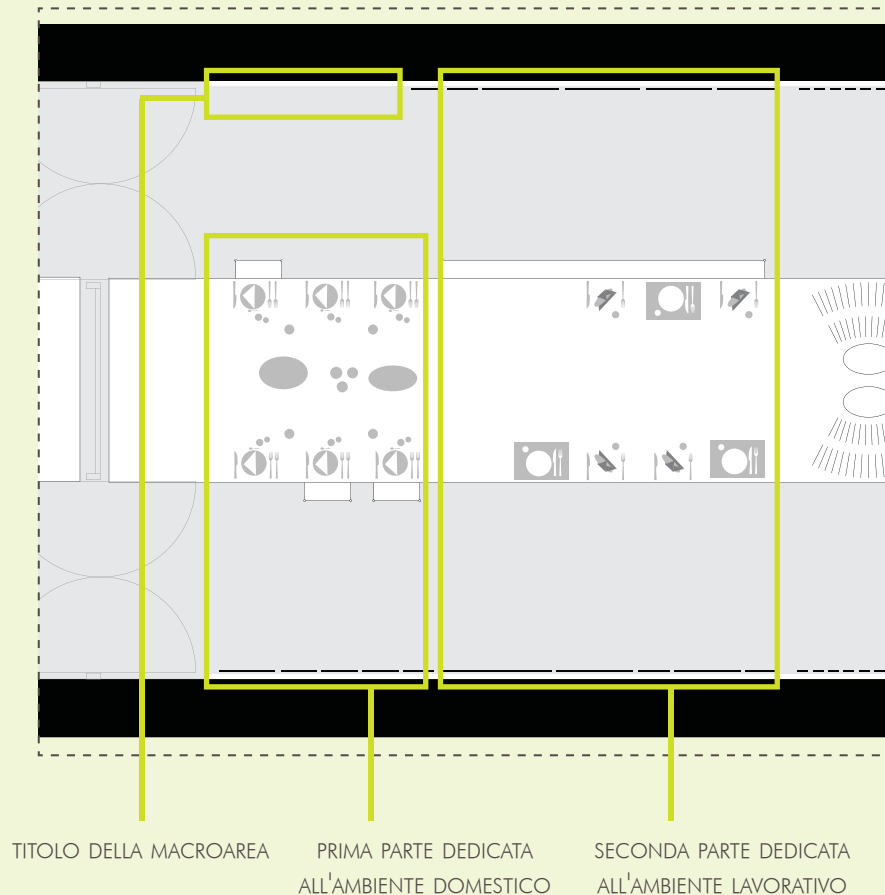 TITOLO DELLA MACROAREA
PRIMA PARTE DEDICATA
ALL'AMBIENTE DOMESTICO
SECONDA PARTE DEDICATA
ALL'AMBIENTE LAVORATIVO